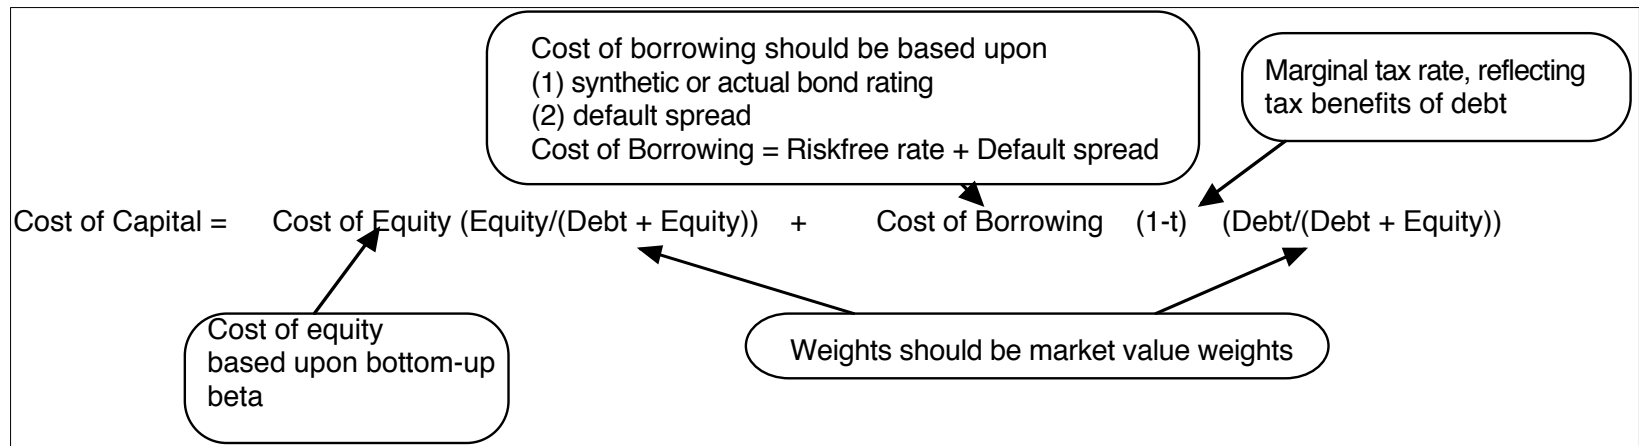 Cost of borrowing should be based upon
(1) synthetic or actual bond rating
(2) default spread
Cost of Borrowing = Riskfree rate + Default spread
Marginal tax rate, reflecting
tax benefits of debt
Cost of Capital = Cost of Equity (Equity/(Debt + Equity)) + Cost of Borrowing (1-t) (Debt/(Debt + Equity))
Cost of equity
based upon bottom-up
beta
Weights should be market value weights